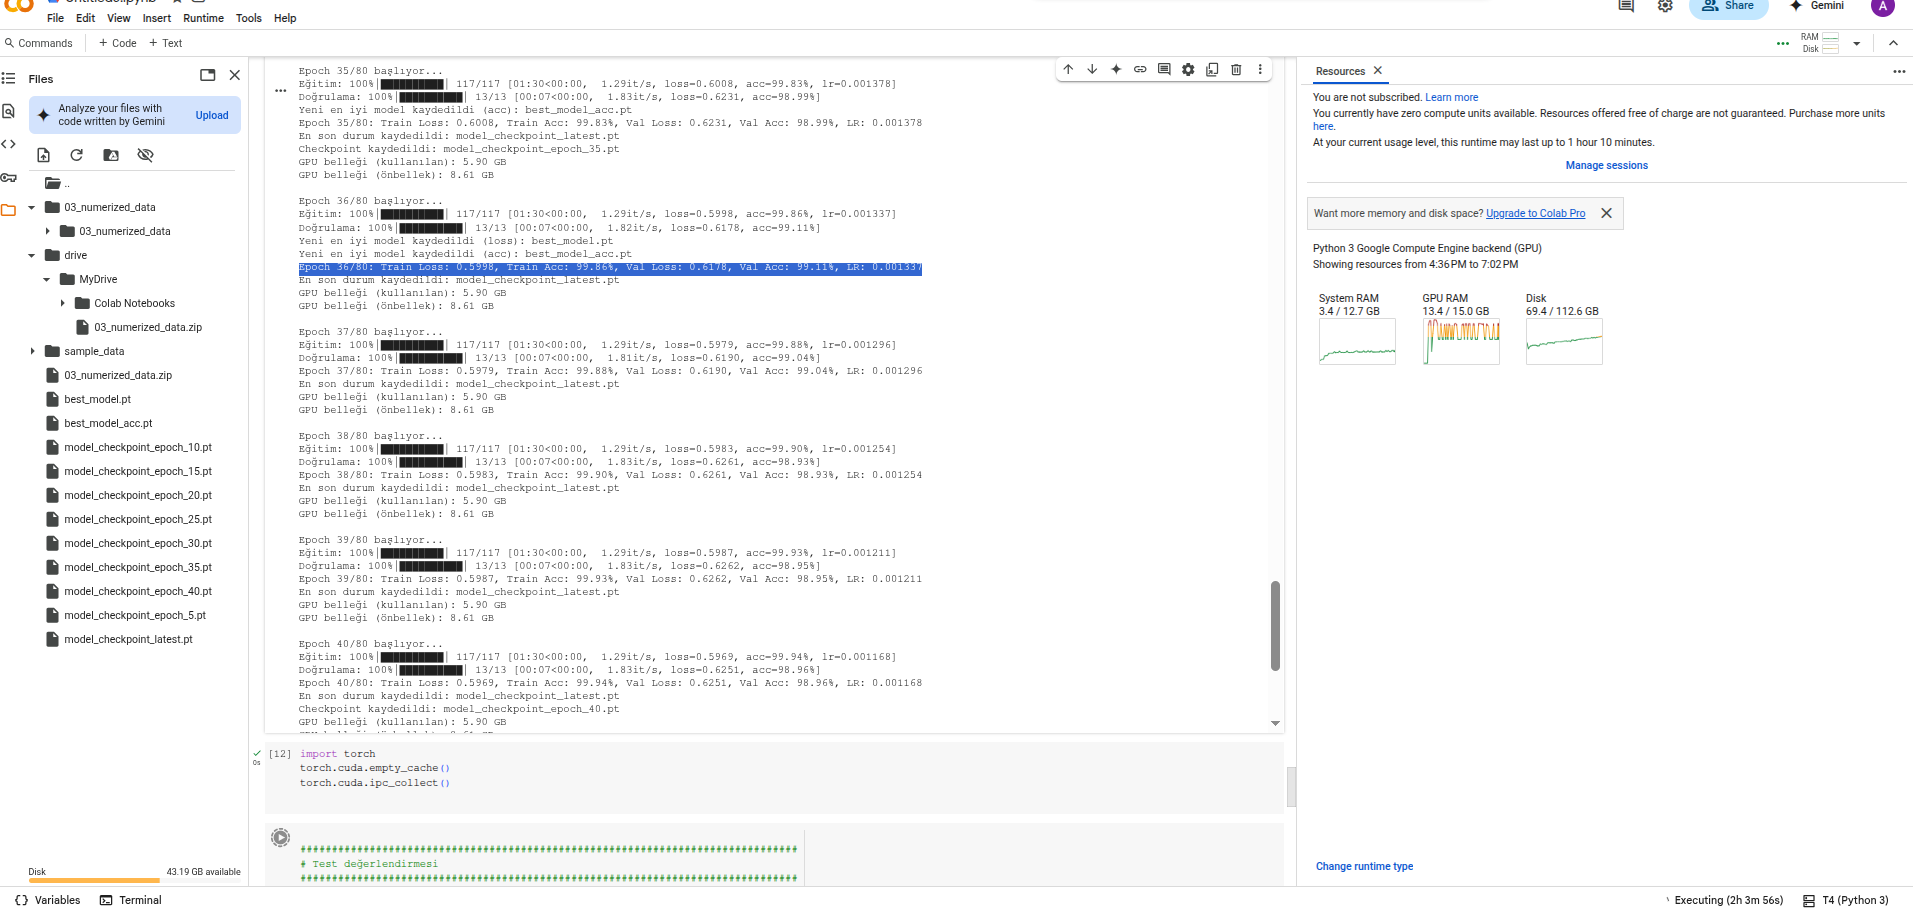 File Edit View Insert Runtime Tools Help
Share
Gemini
A
Commands
+ Code + Text
RAM
Disk
Files
Analyze your files with
code written by Gemini
Upload
..
03_numerized_data
03_numerized_data
drive
MyDrive
Colab Notebooks
03_numerized_data.zip
sample_data
03_numerized_data.zip
best_model.pt
best_model_acc.pt
model_checkpoint_epoch_10.pt
model_checkpoint_epoch_15.pt
model_checkpoint_epoch_20.pt
model_checkpoint_epoch_25.pt
model_checkpoint_epoch_30.pt
model_checkpoint_epoch_35.pt
model_checkpoint_epoch_40.pt
model_checkpoint_epoch_5.pt
model_checkpoint_latest.pt
Disk 43.19 GB available
Epoch 35/80 başlıyor...
Eğitim: 100%|██████████| 117/117 [01:30<00:00, 1.29it/s, loss=0.6008, acc=99.83%, lr=0.001378]
Doğrulama: 100%|██████████| 13/13 [00:07<00:00, 1.83it/s, loss=0.6231, acc=98.99%]
Yeni en iyi model kaydedildi (acc): best_model_acc.pt
Epoch 35/80: Train Loss: 0.6008, Train Acc: 99.83%, Val Loss: 0.6231, Val Acc: 98.99%, LR: 0.001378
En son durum kaydedildi: model_checkpoint_latest.pt
Checkpoint kaydedildi: model_checkpoint_epoch_35.pt
GPU belleği (kullanılan): 5.90 GB
GPU belleği (önbellek): 8.61 GB
Epoch 36/80 başlıyor...
Eğitim: 100%|██████████| 117/117 [01:30<00:00, 1.29it/s, loss=0.5998, acc=99.86%, lr=0.001337]
Doğrulama: 100%|██████████| 13/13 [00:07<00:00, 1.82it/s, loss=0.6178, acc=99.11%]
Yeni en iyi model kaydedildi (loss): best_model.pt
Yeni en iyi model kaydedildi (acc): best_model_acc.pt
Epoch 36/80: Train Loss: 0.5998, Train Acc: 99.86%, Val Loss: 0.6178, Val Acc: 99.11%, LR: 0.001337
En son durum kaydedildi: model_checkpoint_latest.pt
GPU belleği (kullanılan): 5.90 GB
GPU belleği (önbellek): 8.61 GB
Epoch 37/80 başlıyor...
Eğitim: 100%|██████████| 117/117 [01:30<00:00, 1.29it/s, loss=0.5979, acc=99.88%, lr=0.001296]
Doğrulama: 100%|██████████| 13/13 [00:07<00:00, 1.81it/s, loss=0.6190, acc=99.04%]
Epoch 37/80: Train Loss: 0.5979, Train Acc: 99.88%, Val Loss: 0.6190, Val Acc: 99.04%, LR: 0.001296
En son durum kaydedildi: model_checkpoint_latest.pt
GPU belleği (kullanılan): 5.90 GB
GPU belleği (önbellek): 8.61 GB
Epoch 38/80 başlıyor...
Eğitim: 100%|██████████| 117/117 [01:30<00:00, 1.29it/s, loss=0.5983, acc=99.90%, lr=0.001254]
Doğrulama: 100%|██████████| 13/13 [00:07<00:00, 1.83it/s, loss=0.6261, acc=98.93%]
Epoch 38/80: Train Loss: 0.5983, Train Acc: 99.90%, Val Loss: 0.6261, Val Acc: 98.93%, LR: 0.001254
En son durum kaydedildi: model_checkpoint_latest.pt
GPU belleği (kullanılan): 5.90 GB
GPU belleği (önbellek): 8.61 GB
Epoch 39/80 başlıyor...
Eğitim: 100%|██████████| 117/117 [01:30<00:00, 1.29it/s, loss=0.5987, acc=99.93%, lr=0.001211]
Doğrulama: 100%|██████████| 13/13 [00:07<00:00, 1.83it/s, loss=0.6262, acc=98.95%]
Epoch 39/80: Train Loss: 0.5987, Train Acc: 99.93%, Val Loss: 0.6262, Val Acc: 98.95%, LR: 0.001211
En son durum kaydedildi: model_checkpoint_latest.pt
GPU belleği (kullanılan): 5.90 GB
GPU belleği (önbellek): 8.61 GB
Epoch 40/80 başlıyor...
Eğitim: 100%|██████████| 117/117 [01:30<00:00, 1.29it/s, loss=0.5969, acc=99.94%, lr=0.001168]
Doğrulama: 100%|██████████| 13/13 [00:07<00:00, 1.83it/s, loss=0.6251, acc=98.96%]
Epoch 40/80: Train Loss: 0.5969, Train Acc: 99.94%, Val Loss: 0.6251, Val Acc: 98.96%, LR: 0.001168
En son durum kaydedildi: model_checkpoint_latest.pt
Checkpoint kaydedildi: model_checkpoint_epoch_40.pt
GPU belleği (kullanılan): 5.90 GB
[12] import torch
0s
torch.cuda.empty_cache()
torch.cuda.ipc_collect()
###############################################################################
# Test değerlendirmesi
###############################################################################
Resources
You are not subscribed. Learn more
You currently have zero compute units available. Resources offered free of charge are not guaranteed. Purchase more units
here.
At your current usage level, this runtime may last up to 1 hour 10 minutes.
Manage sessions
Want more memory and disk space? Upgrade to Colab Pro
Python 3 Google Compute Engine backend (GPU)
Showing resources from 4:36 PM to 7:02 PM
System RAM
3.4 / 12.7 GB
GPU RAM
13.4 / 15.0 GB
Disk
69.4 / 112.6 GB
Change runtime type
Variables Terminal
Executing (2h 3m 56s) T4 (Python 3)